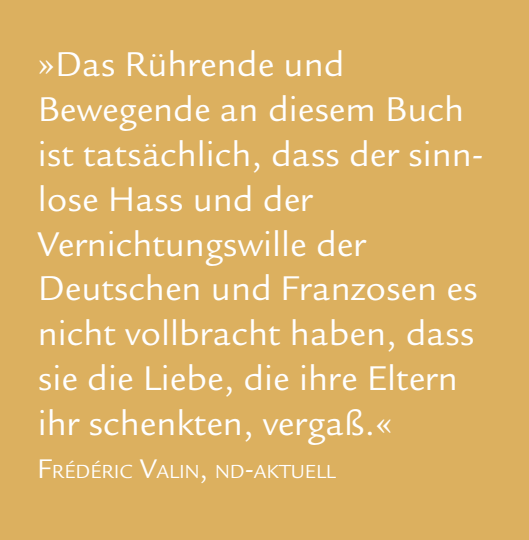 »Das Rührende und
Bewegende an diesem Buch
ist tatsächlich, dass der sinn-
lose Hass und der
Vernichtungswille der
Deutschen und Franzosen es
nicht vollbracht haben, dass
sie die Liebe, die ihre Eltern
ihr schenkten, vergaß.«
Frédéric Valin, nd-aktuell